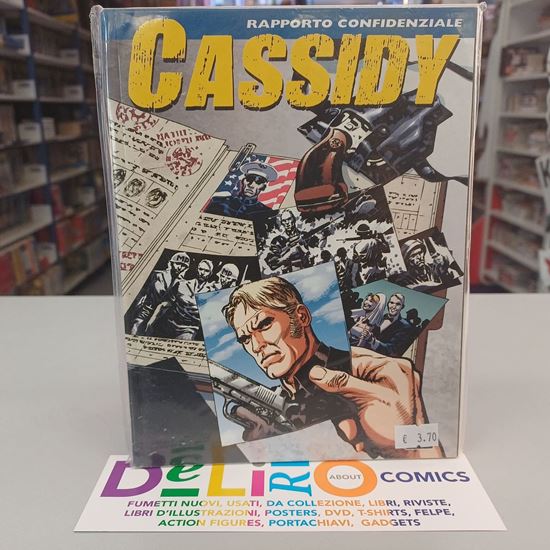 RAPPORTO CONFIDENZIALE
CASSIDY
€ 3.70
DeLiRiO ABOUT COMICS
FUMETTI NUOVI, USATI, DA COLLEZIONE, LIBRI, RIVISTE,
LIBRI D'ILLUSTRAZIONI, POSTERS, DVD, T-SHIRTS, FELPE,
ACTION FIGURES, PORTACHIAVI, GADGETS